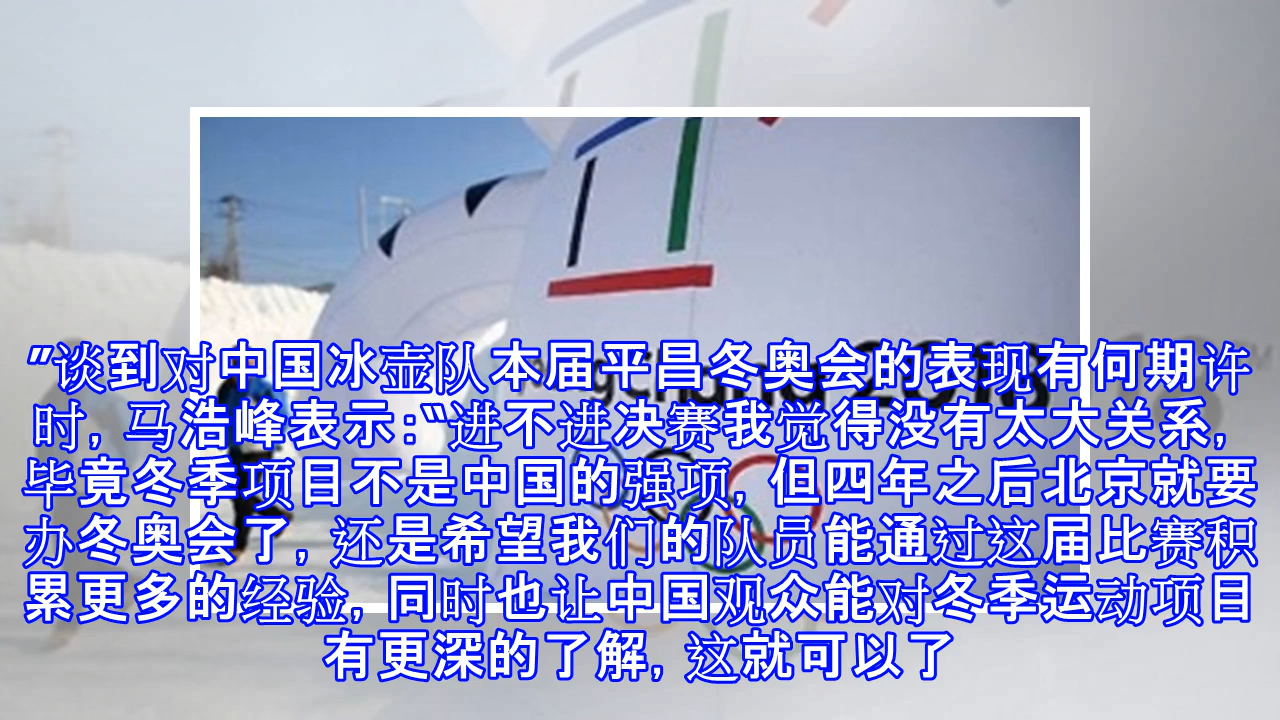 ”谈到对中国冰壶队本届平昌冬奥会的表现有何期许
时, 马浩峰表示:“进不进决赛我觉得没有太大关系,
毕竟冬季项目不是中国的强项, 但四年之后北京就要
办冬奥会了, 还是希望我们的队员能通过这届比赛积
累更多的经验, 同时也让中国观众能对冬季运动项目
有更深的了解, 这就可以了